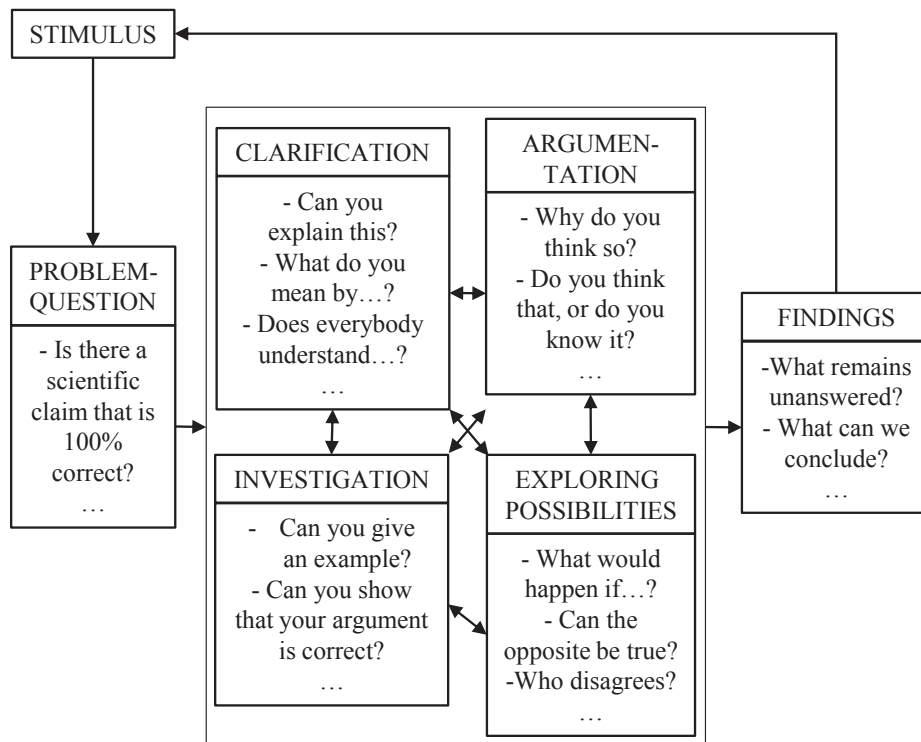 STIMULUS
PROBLEM-
QUESTION
- Is there a
scientific
claim that is
100%
correct?
…
CLARIFICATION
- Can you
explain this?
- What do you
mean by…?
- Does everybody
understand…?
…
ARGUMEN-
TATION
- Why do you
think so?
- Do you think
that, or do you
know it?
…
INVESTIGATION
- Can you give
an example?
- Can you show
that your argument
is correct?
…
EXPLORING
POSSIBILITIES
- What would
happen if…?
- Can the
opposite be true?
-Who disagrees?
…
FINDINGS
-What remains
unanswered?
- What can we
conclude?
…